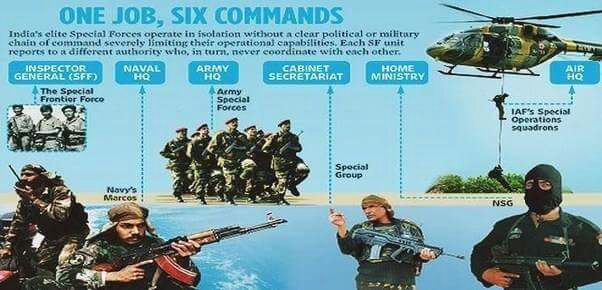 ONE JOB, SIX COMMANDS
India's elite Special Forces operate in isolation without a clear political or military
chain of command severely limiting their operational capabilities. Each SF unit
reports to a different authority who, in turn, never coordinate with each other.
INSPECTOR
GENERAL (SFF)
NAVAL
HQ
ARMY
HQ
CABINET
SECRETARIAT
HOME
MINISTRY
AIR
HQ
The Special
Frontier Force
Navy's
Marcos
Army
Special
Forces
Special
Group
NSG
IAF's Special
Operations
squadrons